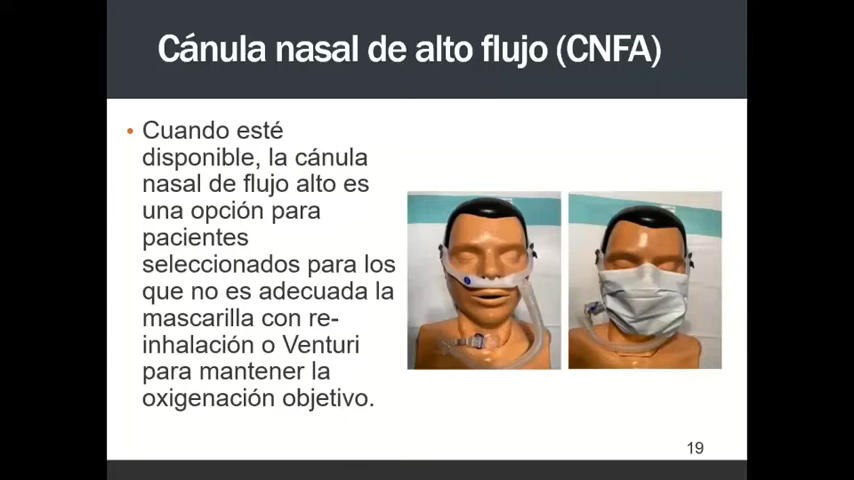 Cánula nasal de alto flujo (CNFA)
• Cuando esté
disponible, la cánula
nasal de flujo alto es
una opción para
pacientes
seleccionados para los
que no es adecuada la
mascarilla con re-
inhalación o Venturi
para mantener la
oxigenación objetivo.
19